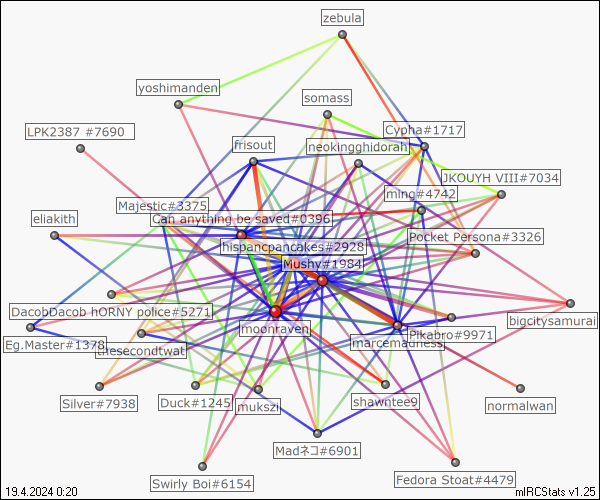 zebula
yoshimanden
somass
LPK2387 #7690
Cypha#1717
frisout
neokingghidorah
JKOUYH VIII#7034
ming#4742
Majestic#3375
Can anything be saved#0396
eliakith
Pocket Persona#3326
hispancpancakes#2928
Mushy#1984
DacobDacob hORNY police#5271
bigcitysamurai
moonraven
Pikabro#9971
Eg.Master#1378
thesecondtwat
marcemadness
Silver#7938
Duck#1245
mukszii
shawntee9
normalwan
Madネコ#6901
Swirly Boi#6154
Fedora Stoat#4479
19.4.2024 0:20
mIRCStats v1.25